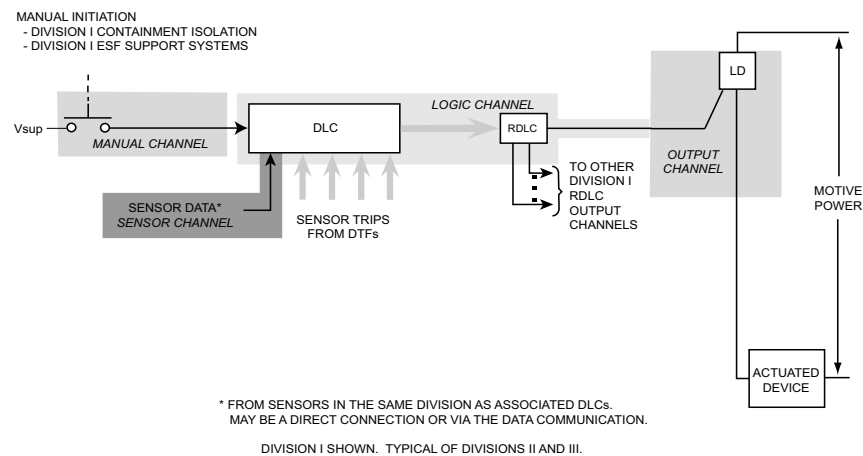 MANUAL INITIATION
- DIVISION I CONTAINMENT ISOLATION
- DIVISION I ESF SUPPORT SYSTEMS
Vsup
MANUAL CHANNEL
DLC
LOGIC CHANNEL
RDLC
LD
OUTPUT
CHANNEL
MOTIVE
POWER
SENSOR DATA*
SENSOR CHANNEL
SENSOR TRIPS
FROM DTFs
TO OTHER
DIVISION I
RDLC
OUTPUT
CHANNELS
ACTUATED
DEVICE
* FROM SENSORS IN THE SAME DIVISION AS ASSOCIATED DLCs.
MAY BE A DIRECT CONNECTION OR VIA THE DATA COMMUNICATION.
DIVISION I SHOWN. TYPICAL OF DIVISIONS II AND III.